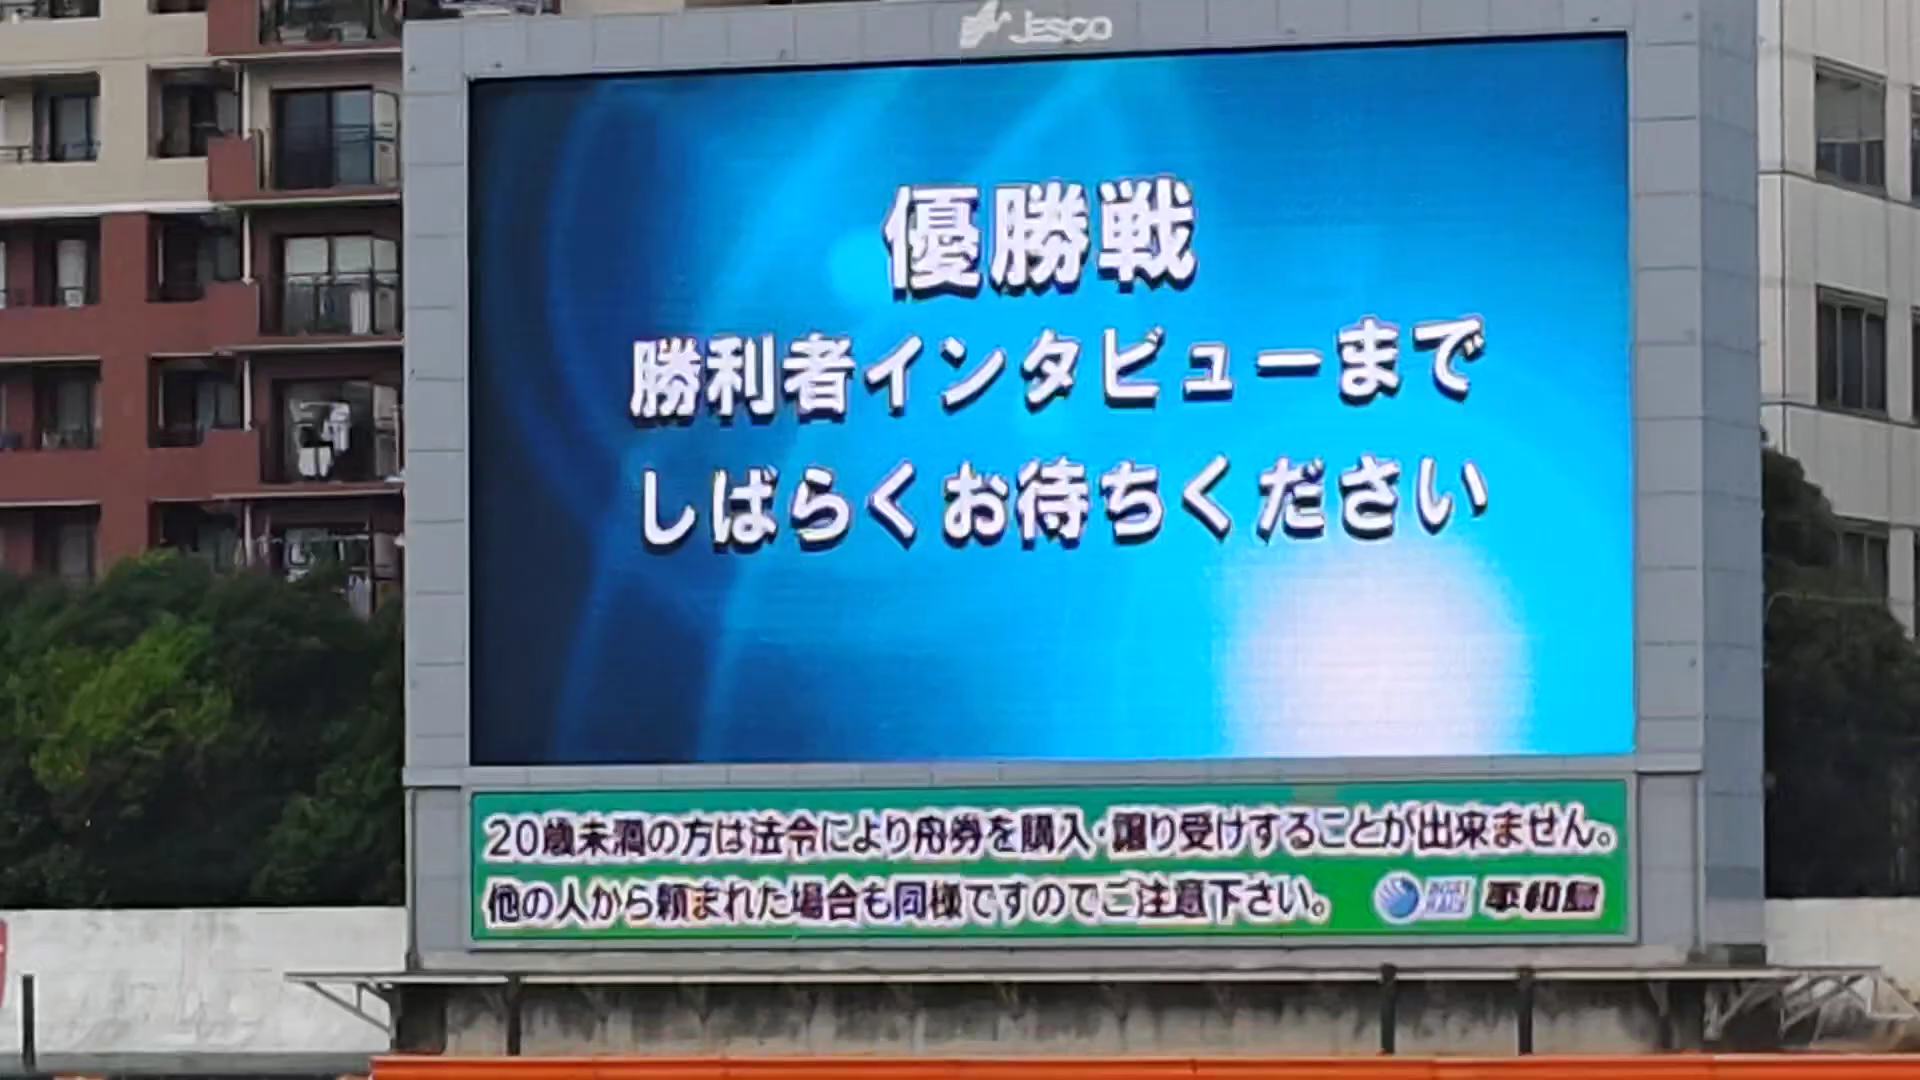 JESCO
優勝戦
勝利者インタビューまで
しばらくお待ちください
20歳未満の方は法令により舟券を購入・譲り受けすることが出来ません。
他の人から頼まれた場合も同様ですのでご注意下さい。
BOAT RACE 平和島